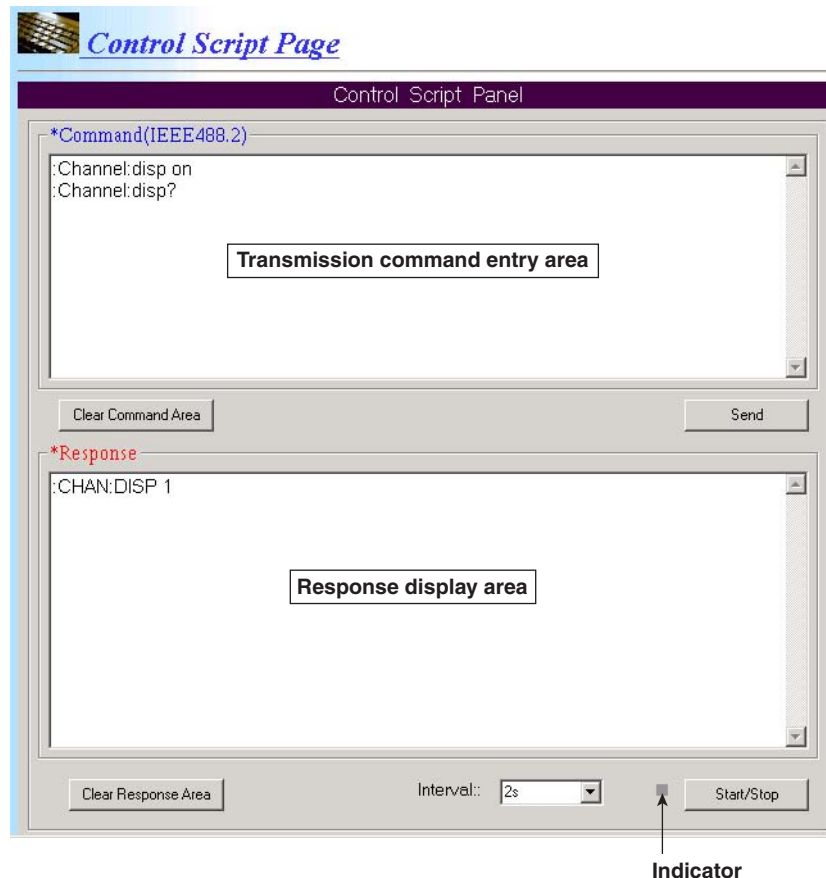 Control Script Page
Control Script Panel
*Command(IEEE488.2)
:Channel:disp on
:Channel:disp?
Transmission command entry area
Clear Command Area
Send
*Response
:CHAN:DISP 1
Response display area
Clear Response Area
Interval::
2s
Start/Stop
Indicator